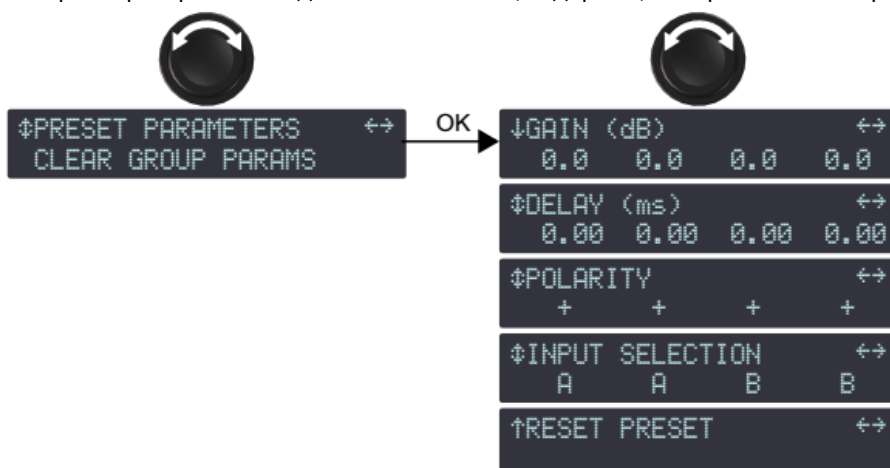 ↕PRESET PARAMETERS ↔
CLEAR GROUP PARAMS
OK
↓GAIN (dB) ↔
0.0 0.0 0.0 0.0
↕DELAY (ms) ↔
0.00 0.00 0.00 0.00
↕POLARITY ↔
+ + + +
↕INPUT SELECTION ↔
A A B B
↑RESET PRESET ↔